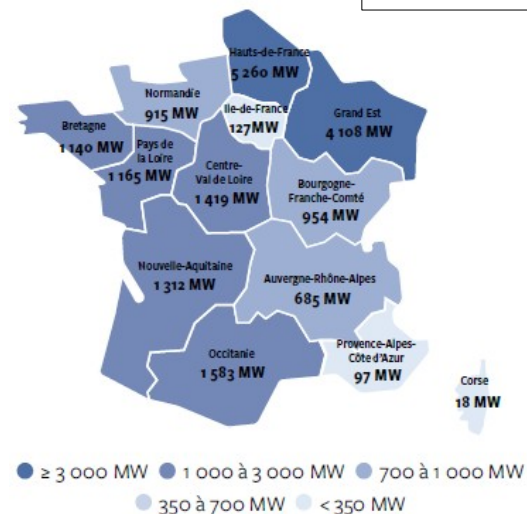 Hauts-de-France
5 260 MW
Normandie
915 MW
Ile-de-France
127 MW
Grand Est
4 108 MW
Bretagne
1 140 MW
Pays de
la Loire
1 165 MW
Centre-
Val de Loire
1 419 MW
Bourgogne-
Franche-Comté
954 MW
Nouvelle-Aquitaine
1 312 MW
Auvergne-Rhône-Alpes
685 MW
Occitanie
1 583 MW
Provence-Alpes-
Côte d'Azur
97 MW
Corse
18 MW
≥ 3 000 MW 1 000 à 3 000 MW 700 à 1 000 MW
350 à 700 MW < 350 MW